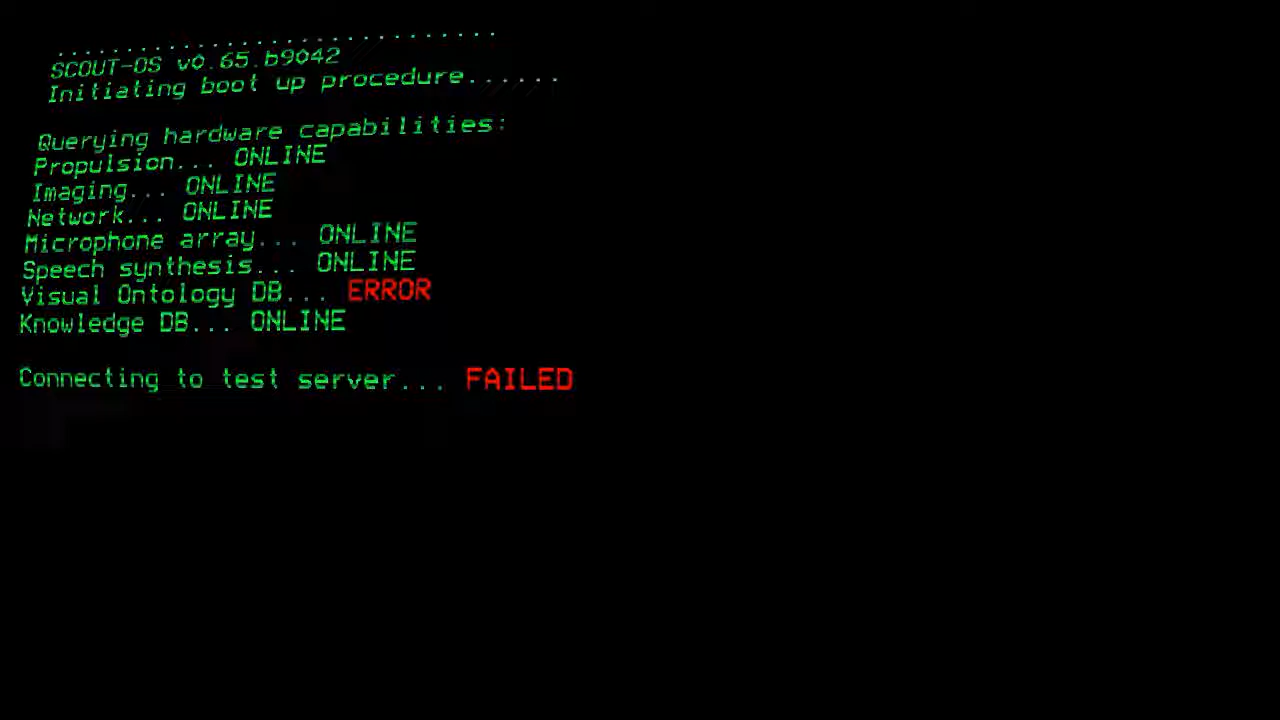 ................................
SCOUT-OS v0.65.b9042
Initiating boot up procedure......
Querying hardware capabilities:
Propulsion... ONLINE
Imaging... ONLINE
Network... ONLINE
Microphone array... ONLINE
Speech synthesis... ONLINE
Visual Ontology DB... ERROR
Knowledge DB... ONLINE
Connecting to test server... FAILED